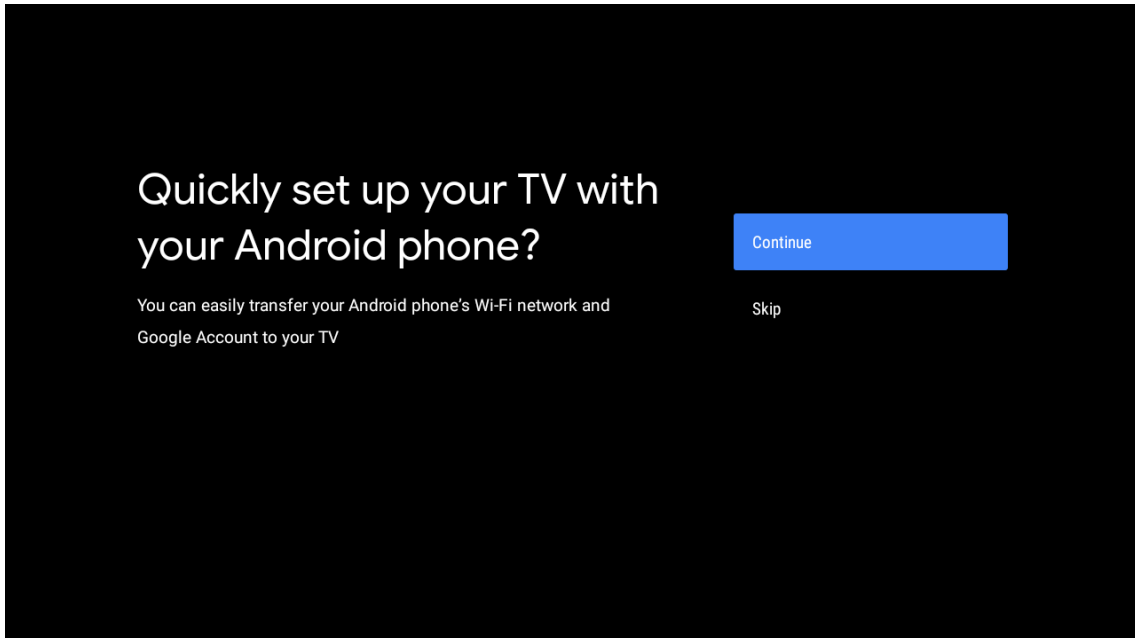 Quickly set up your TV with
your Android phone?
You can easily transfer your Android phone’s Wi-Fi network and
Google Account to your TV
Continue
Skip